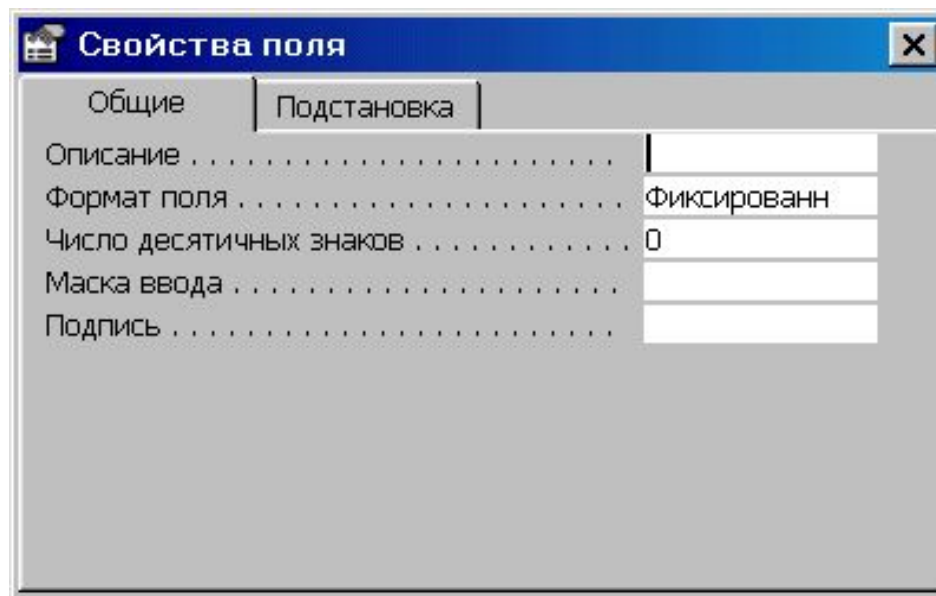 Свойства поля
Общие Подстановка
Описание . . . . . . . . . . . . . . . . . . . . . . .
Формат поля . . . . . . . . . . . . . . . . . . . . . Фиксированн
Число десятичных знаков . . . . . . . . . . . . 0
Маска ввода . . . . . . . . . . . . . . . . . . . . .
Подпись . . . . . . . . . . . . . . . . . . . . . . . .